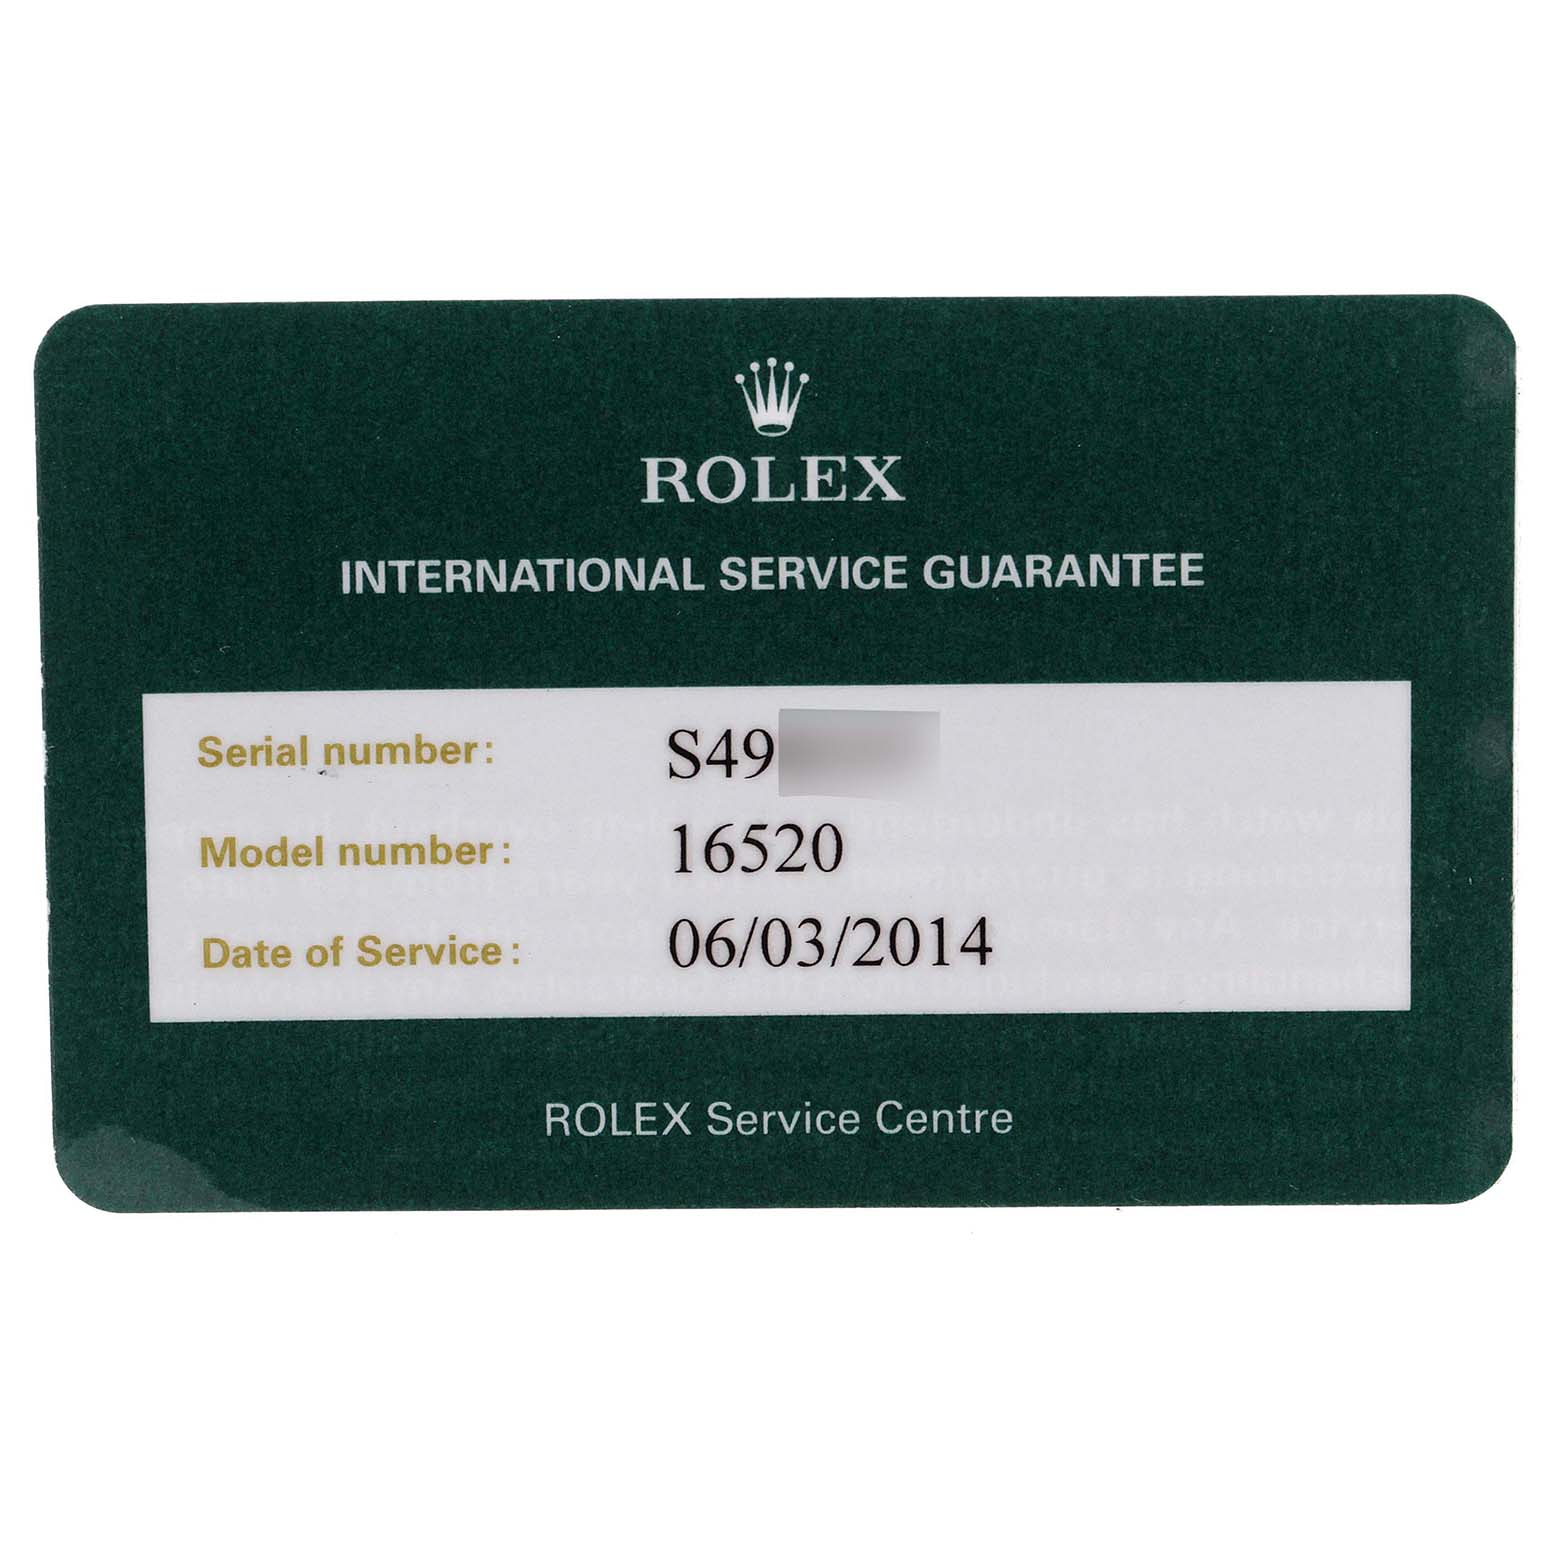 ROLEX
INTERNATIONAL SERVICE GUARANTEE
Serial number: S49
Model number: 16520
Date of Service: 06/03/2014
ROLEX Service Centre